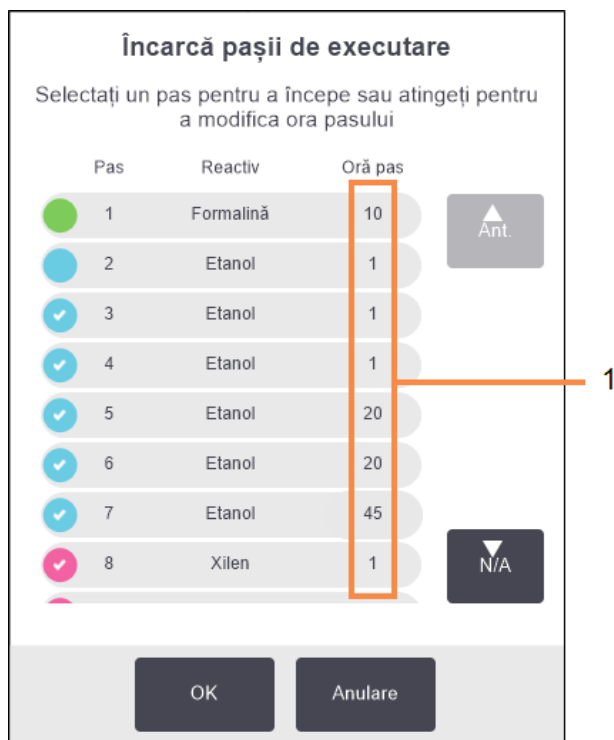 Încarcă pașii de executare
Selectați un pas pentru a începe sau atingeți pentru
a modifica ora pasului
Pas Reactiv Oră pas
1 Formalină 10
Ant.
2 Etanol 1
3 Etanol 1
4 Etanol 1
1
5 Etanol 20
6 Etanol 20
7 Etanol 45
8 Xilen 1
N/A
OK Anulare